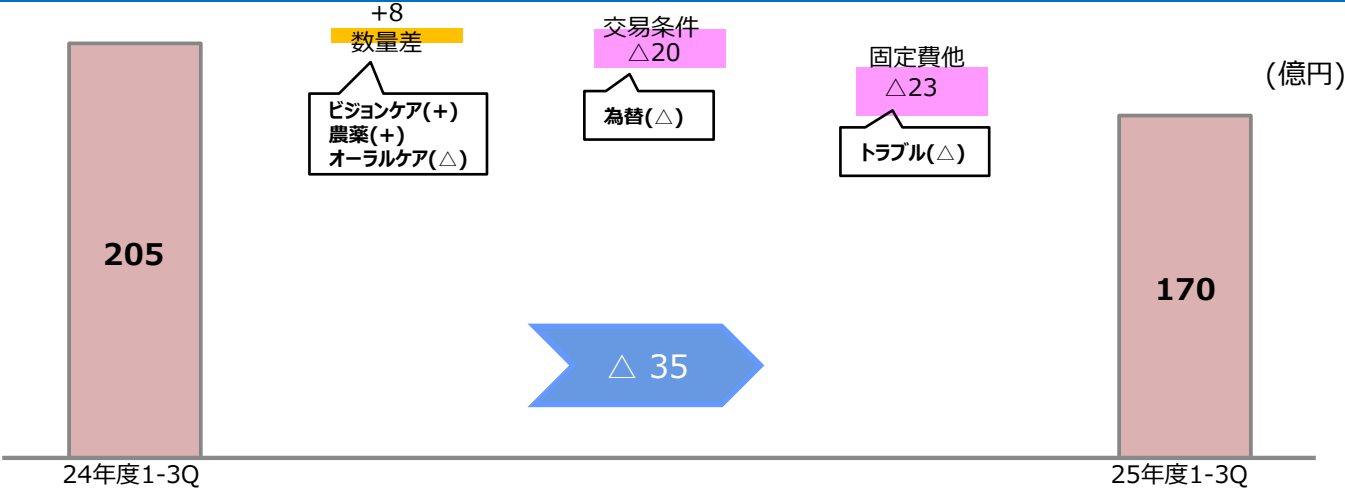 +8
数量差
ビジョンケア(+)
農薬(+)
オーラルケア(△)
交易条件
△20
為替(△)
固定費他
△23
トラブル(△)
(億円)
205
170
△ 35
24年度1-3Q
25年度1-3Q